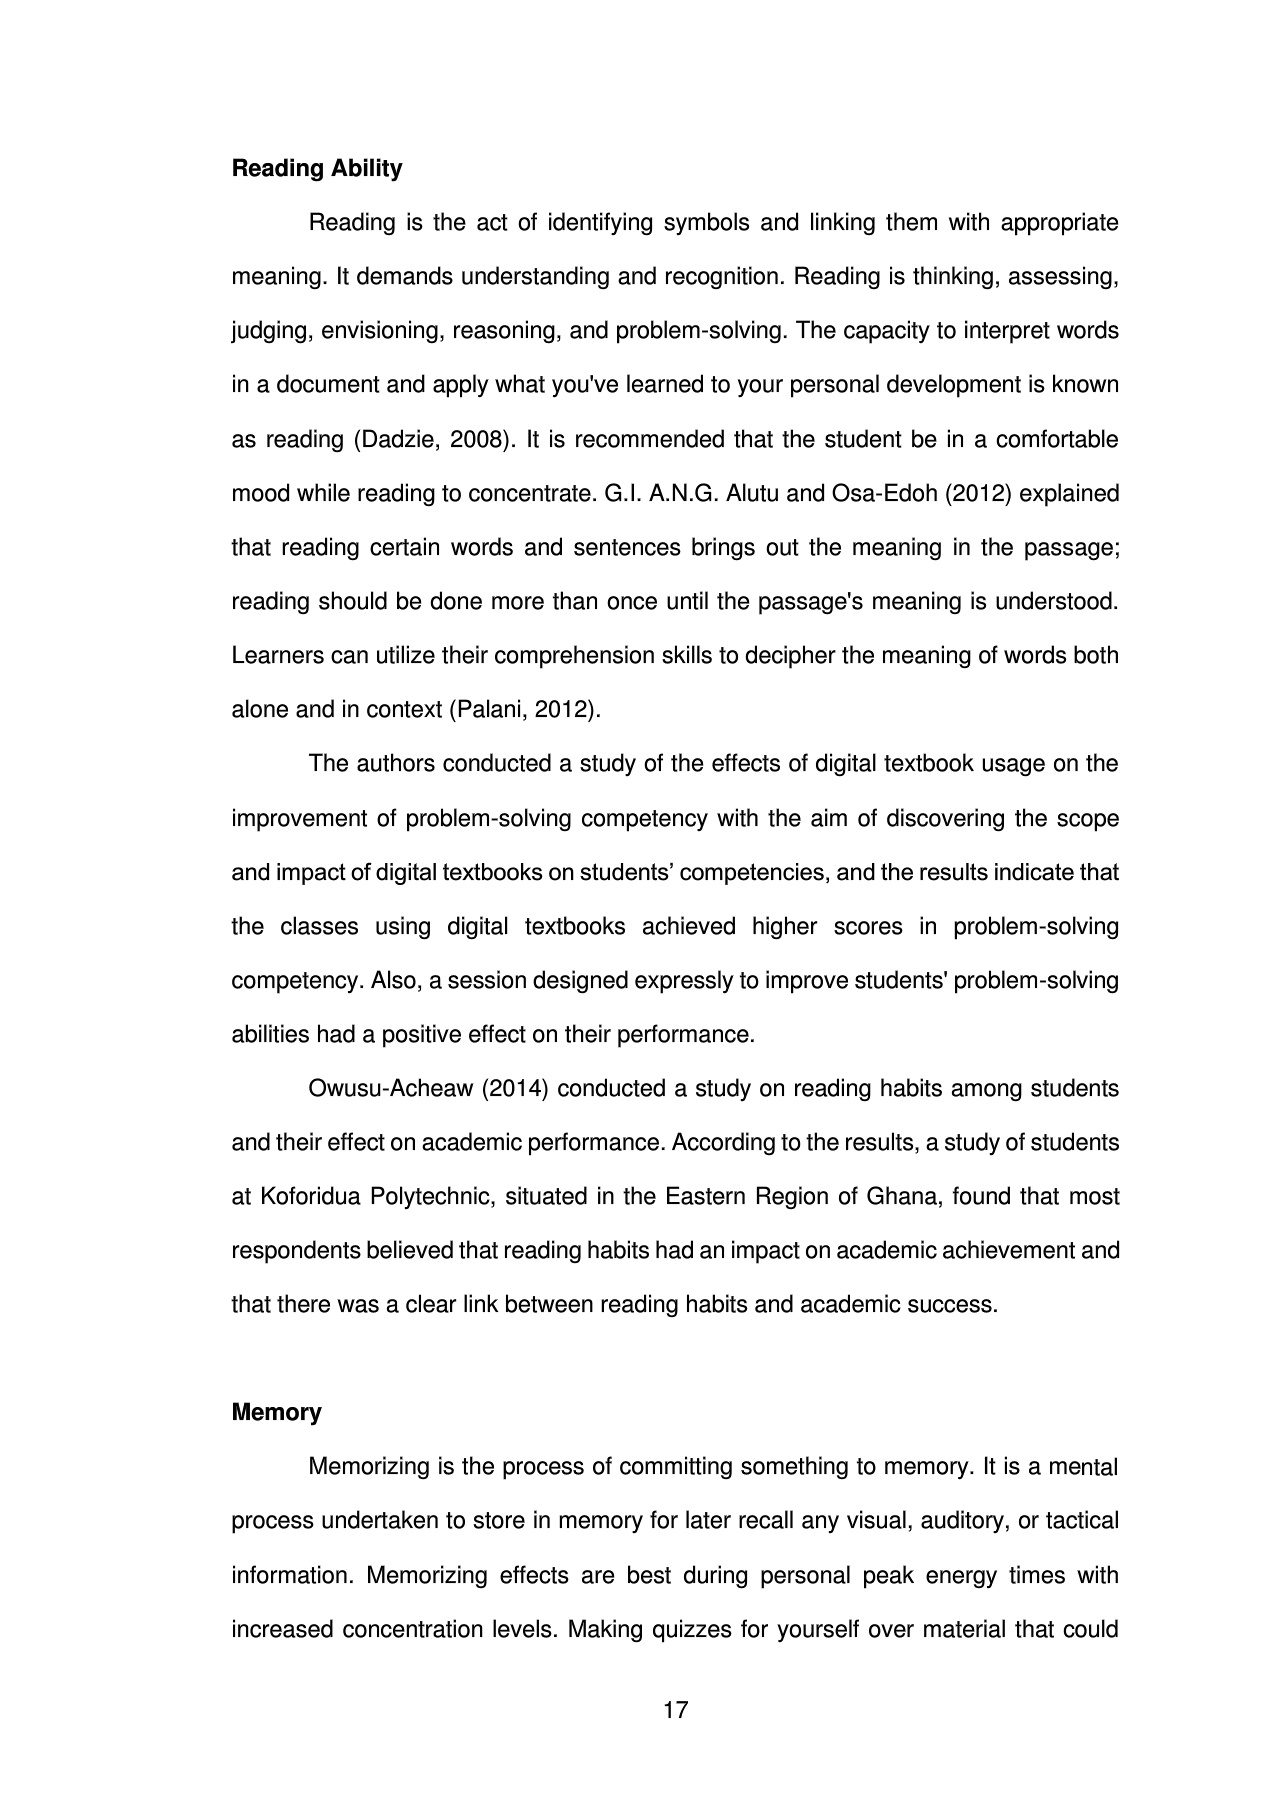 Reading Ability
Reading is the act of identifying symbols and linking them with appropriate
meaning. It demands understanding and recognition. Reading is thinking, assessing,
judging, envisioning, reasoning, and problem-solving. The capacity to interpret words
in a document and apply what you've learned to your personal development is known
as reading (Dadzie, 2008). It is recommended that the student be in a comfortable
mood while reading to concentrate. G.I. A.N.G. Alutu and Osa-Edoh (2012) explained
that reading certain words and sentences brings out the meaning in the passage;
reading should be done more than once until the passage's meaning is understood.
Learners can utilize their comprehension skills to decipher the meaning of words both
alone and in context (Palani, 2012).
The authors conducted a study of the effects of digital textbook usage on the
improvement of problem-solving competency with the aim of discovering the scope
and impact of digital textbooks on students’ competencies, and the results indicate that
the classes using digital textbooks achieved higher scores in problem-solving
competency. Also, a session designed expressly to improve students' problem-solving
abilities had a positive effect on their performance.
Owusu-Acheaw (2014) conducted a study on reading habits among students
and their effect on academic performance. According to the results, a study of students
at Koforidua Polytechnic, situated in the Eastern Region of Ghana, found that most
respondents believed that reading habits had an impact on academic achievement and
that there was a clear link between reading habits and academic success.
Memory
Memorizing is the process of committing something to memory. It is a mental
process undertaken to store in memory for later recall any visual, auditory, or tactical
information. Memorizing effects are best during personal peak energy times with
increased concentration levels. Making quizzes for yourself over material that could
17